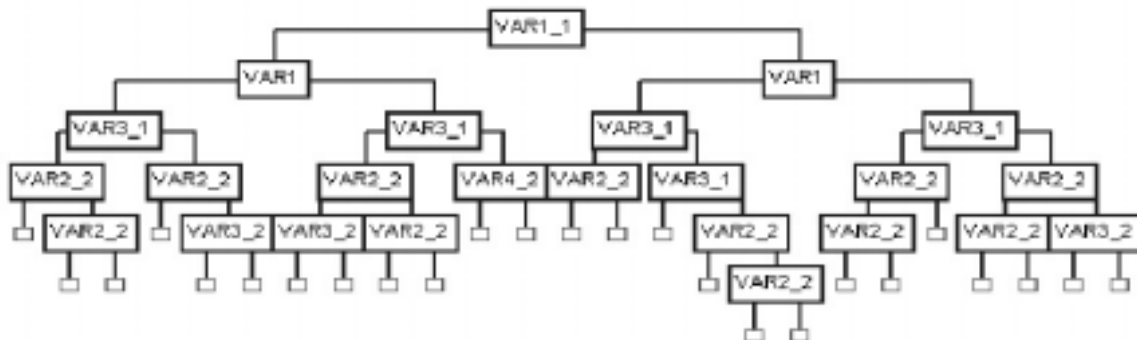 VAR1_1
VAR1 VAR1
VAR3_1 VAR3_1 VAR3_1 VAR3_1
VAR2_2 VAR2_2 VAR2_2 VAR4_2 VAR2_2 VAR3_1 VAR2_2 VAR2_2
VAR2_2 VAR3_2 VAR3_2 VAR2_2 VAR2_2 VAR2_2 VAR2_2 VAR3_2
VAR2_2